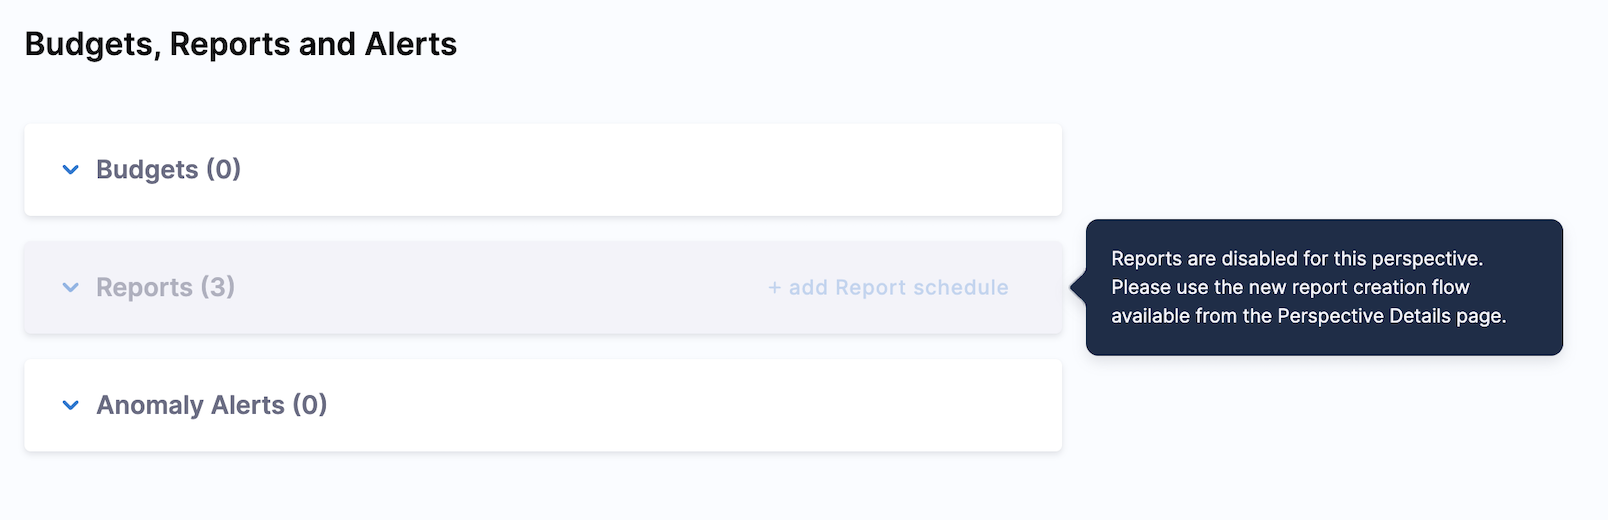 Budgets, Reports and Alerts
Budgets (0)
Reports (3)
+ add Report schedule
Reports are disabled for this perspective.
Please use the new report creation flow
available from the Perspective Details page.
Anomaly Alerts (0)